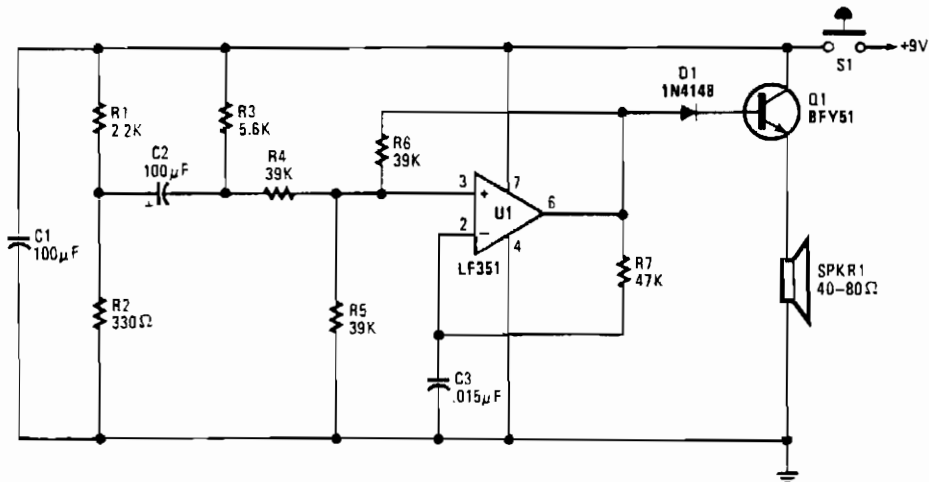 +9V
S1
D1
1N4148
Q1
BFY51
R1
2.2K
R3
5.6K
C2
100µF
+
R4
39K
R6
39K
3
+
7
U1
6
2
−
4
LF351
R7
47K
C1
100µF
R2
330Ω
R5
39K
C3
.015µF
SPKR1
40-80Ω